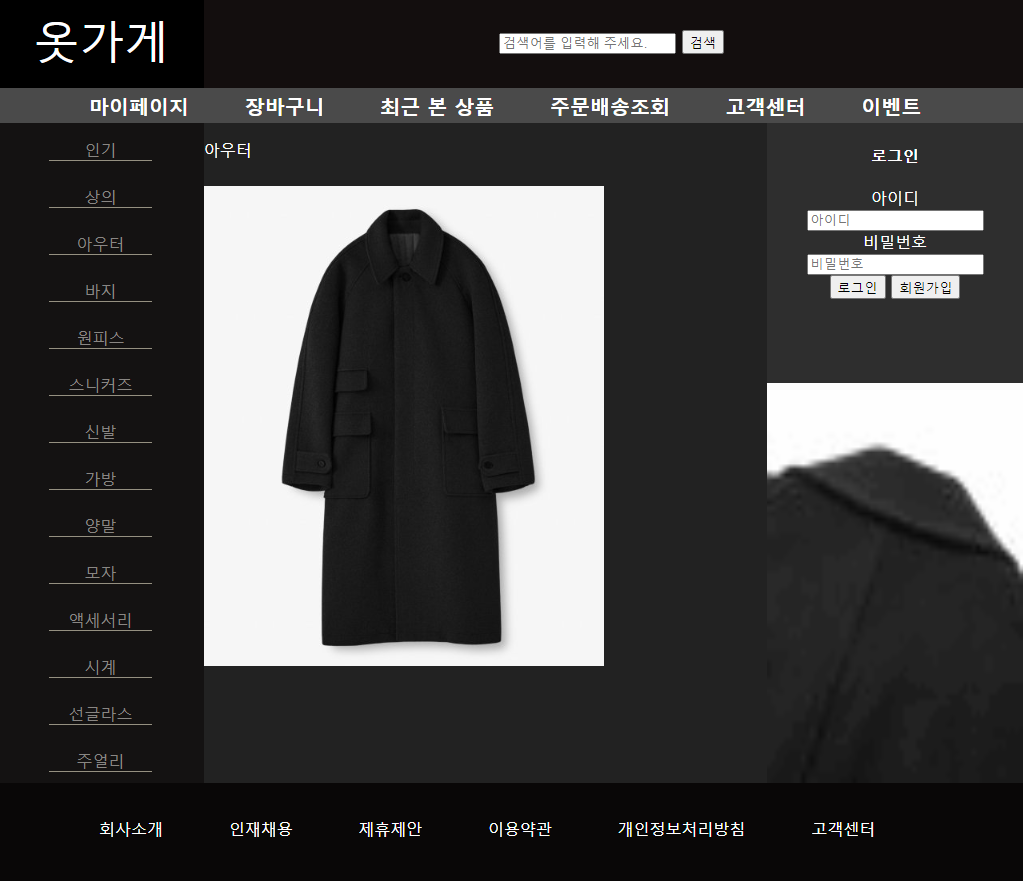 옷가게
검색어를 입력해 주세요. 검색
마이페이지 장바구니 최근 본 상품 주문배송조회 고객센터 이벤트
인기
상의
아우터
바지
원피스
스니커즈
신발
가방
양말
모자
액세서리
시계
선글라스
주얼리
아우터
로그인
아이디
아이디
비밀번호
비밀번호
로그인 회원가입
회사소개 인재채용 제휴제안 이용약관 개인정보처리방침 고객센터